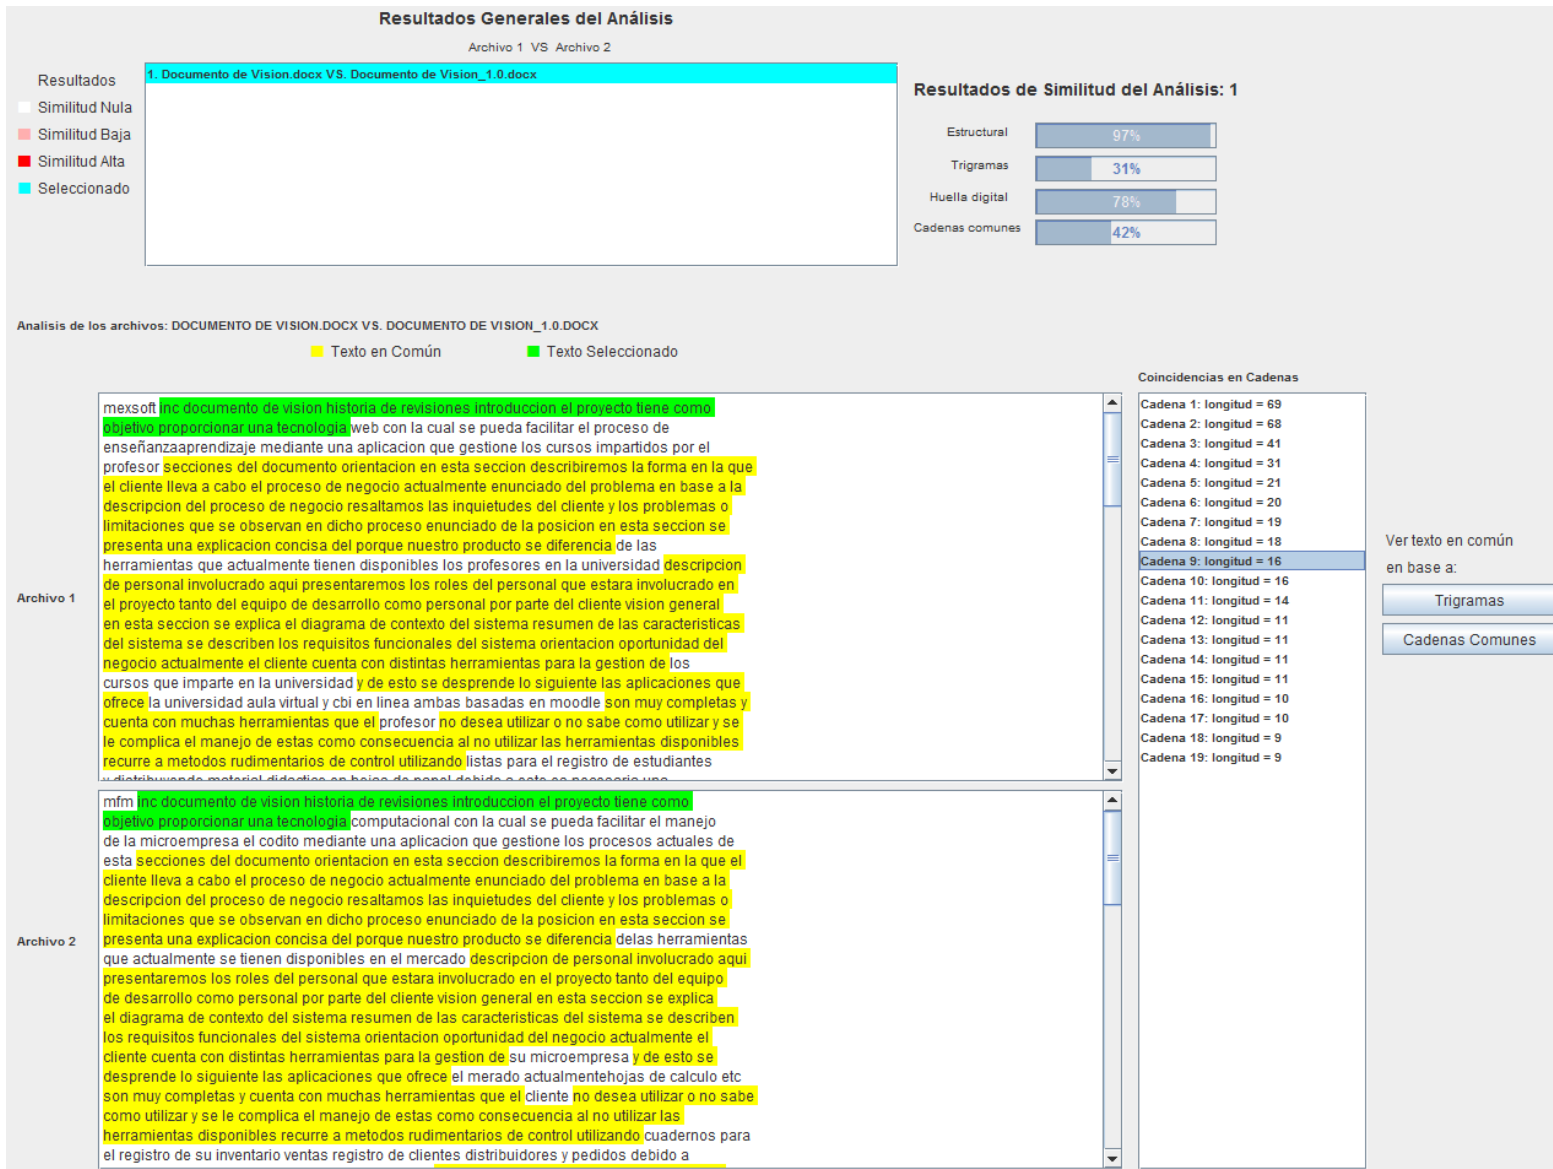 Resultados Generales del Análisis
Archivo 1 VS Archivo 2
Resultados
Similitud Nula
Similitud Baja
Similitud Alta
Seleccionado
1. Documento de Vision.docx VS. Documento de Vision_1.0.docx
Resultados de Similitud del Análisis: 1
Estructural 97%
Trigramas 31%
Huella digital 78%
Cadenas comunes 42%
Analisis de los archivos: DOCUMENTO DE VISION.DOCX VS. DOCUMENTO DE VISION_1.0.DOCX
Texto en Común
Texto Seleccionado
Archivo 1
mexsoft inc documento de vision historia de revisiones introduccion el proyecto tiene como
objetivo proporcionar una tecnologia web con la cual se pueda facilitar el proceso de
enseñanzaaprendizaje mediante una aplicacion que gestione los cursos impartidos por el
profesor secciones del documento orientacion en esta seccion describiremos la forma en la que
el cliente lleva a cabo el proceso de negocio actualmente enunciado del problema en base a la
descripcion del proceso de negocio resaltamos las inquietudes del cliente y los problemas o
limitaciones que se observan en dicho proceso enunciado de la posicion en esta seccion se
presenta una explicacion concisa del porque nuestro producto se diferencia de las
herramientas que actualmente tienen disponibles los profesores en la universidad descripcion
de personal involucrado aqui presentaremos los roles del personal que estara involucrado en
el proyecto tanto del equipo de desarrollo como personal por parte del cliente vision general
en esta seccion se explica el diagrama de contexto del sistema resumen de las caracteristicas
del sistema se describen los requisitos funcionales del sistema orientacion oportunidad del
negocio actualmente el cliente cuenta con distintas herramientas para la gestion de los
cursos que imparte en la universidad y de esto se desprende lo siguiente las aplicaciones que
ofrece la universidad aula virtual y cbi en linea ambas basadas en moodle son muy completas y
cuenta con muchas herramientas que el profesor no desea utilizar o no sabe como utilizar y se
le complica el manejo de estas como consecuencia al no utilizar las herramientas disponibles
recurre a metodos rudimentarios de control utilizando listas para el registro de estudiantes
y distribuyendo material didactico en hojas de papel debido a esto es necesario una
Archivo 2
mfm inc documento de vision historia de revisiones introduccion el proyecto tiene como
objetivo proporcionar una tecnologia computacional con la cual se pueda facilitar el manejo
de la microempresa el codito mediante una aplicacion que gestione los procesos actuales de
esta secciones del documento orientacion en esta seccion describiremos la forma en la que el
cliente lleva a cabo el proceso de negocio actualmente enunciado del problema en base a la
descripcion del proceso de negocio resaltamos las inquietudes del cliente y los problemas o
limitaciones que se observan en dicho proceso enunciado de la posicion en esta seccion se
presenta una explicacion concisa del porque nuestro producto se diferencia delas herramientas
que actualmente se tienen disponibles en el mercado descripcion de personal involucrado aqui
presentaremos los roles del personal que estara involucrado en el proyecto tanto del equipo
de desarrollo como personal por parte del cliente vision general en esta seccion se explica
el diagrama de contexto del sistema resumen de las caracteristicas del sistema se describen
los requisitos funcionales del sistema orientacion oportunidad del negocio actualmente el
cliente cuenta con distintas herramientas para la gestion de su microempresa y de esto se
desprende lo siguiente las aplicaciones que ofrece el merado actualmentehojas de calculo etc
son muy completas y cuenta con muchas herramientas que el cliente no desea utilizar o no sabe
como utilizar y se le complica el manejo de estas como consecuencia al no utilizar las
herramientas disponibles recurre a metodos rudimentarios de control utilizando cuadernos para
el registro de su inventario ventas registro de clientes distribuidores y pedidos debido a
Coincidencias en Cadenas
Cadena 1: longitud = 69
Cadena 2: longitud = 68
Cadena 3: longitud = 41
Cadena 4: longitud = 31
Cadena 5: longitud = 21
Cadena 6: longitud = 20
Cadena 7: longitud = 19
Cadena 8: longitud = 18
Cadena 9: longitud = 16
Cadena 10: longitud = 16
Cadena 11: longitud = 14
Cadena 12: longitud = 11
Cadena 13: longitud = 11
Cadena 14: longitud = 11
Cadena 15: longitud = 11
Cadena 16: longitud = 10
Cadena 17: longitud = 10
Cadena 18: longitud = 9
Cadena 19: longitud = 9
Ver texto en común
en base a:
Trigramas
Cadenas Comunes